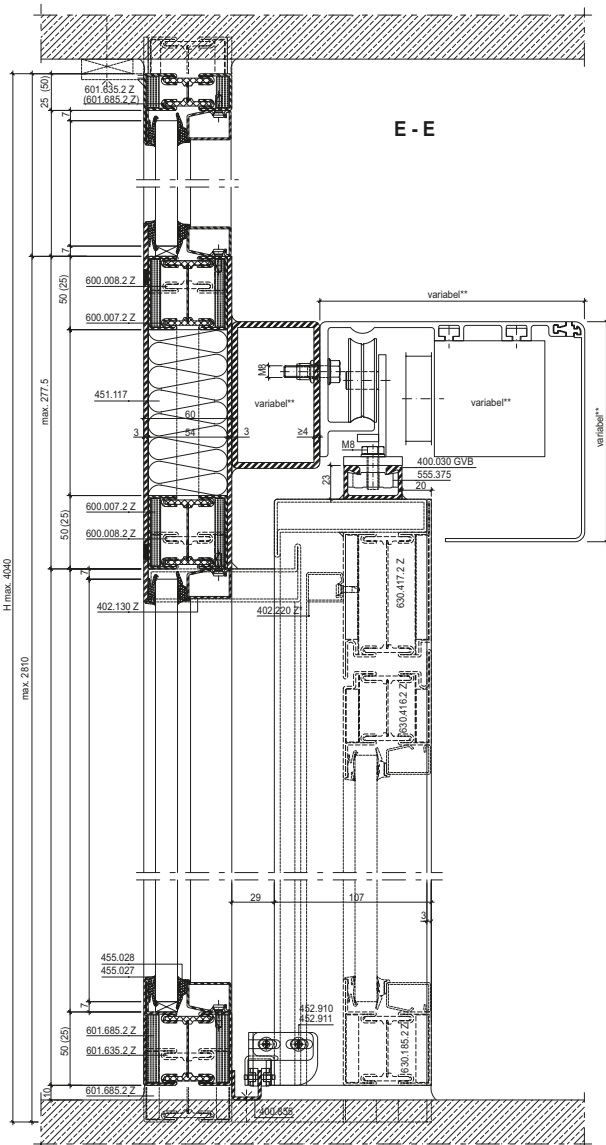 E - E
601.635.2 Z
(601.685.2 Z)
25 (50)
7
7
50 (25)
600.008.2 Z
600.007.2 Z
variabel**
M8
451.117
60
variabel**
variabel**
variabel**
3
54
3
≥4
M8
max. 277.5
400.030 GVB
555.375
20
23
600.007.2 Z
600.008.2 Z
50 (25)
7
402.130 Z
402.220 Z*
630.417.2 Z
630.416.2 Z
H max. 4040
max. 2810
29
107
3
455.028
455.027
7
452.910
452.911
50 (25)
601.685.2 Z
601.635.2 Z
630.185.2 Z
601.685.2 Z
10
400.855